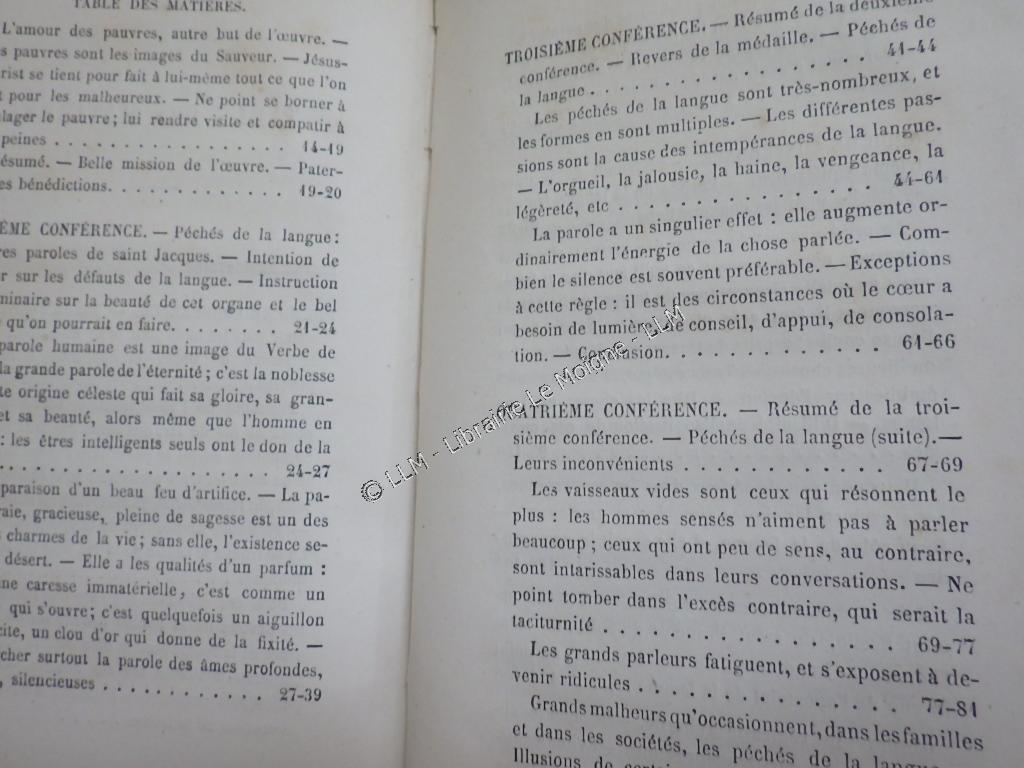 TABLE DES MATIÈRES.
L'amour des pauvres, autre but de l'œuvre. —
pauvres sont les images du Sauveur. — Jésus-
rist se tient pour fait à lui-même tout ce que l'on
pour les malheureux. — Ne point se borner à
lager le pauvre; lui rendre visite et compatir à
peines . . . . . . . . . . . . . . . . . 14-19
ésumé. — Belle mission de l'œuvre. — Pater-
es bénédictions. . . . . . . . . . . . . 19-20
ÈME CONFÉRENCE. — Péchés de la langue:
res paroles de saint Jacques. — Intention de
r sur les défauts de la langue. — Instruction
minaire sur la beauté de cet organe et le bel
qu'on pourrait en faire. . . . . . . . . 21-24
parole humaine est une image du Verbe de
la grande parole de l'éternité; c'est la noblesse
te origine céleste qui fait sa gloire, sa gran-
et sa beauté, alors même que l'homme en
: les êtres intelligents seuls ont le don de la
. . . . . . . . . . . . . . . . . . . . 24-27
paraison d'un beau feu d'artifice. — La pa-
raie, gracieuse, pleine de sagesse est un des
charmes de la vie; sans elle, l'existence se-
désert. — Elle a les qualités d'un parfum :
ne caresse immatérielle, c'est comme un
qui s'ouvre; c'est quelquefois un aiguillon
cite, un clou d'or qui donne de la fixité. —
cher surtout la parole des âmes profondes,
, silencieuses . . . . . . . . . . . . . 27-39
TROISIÈME CONFÉRENCE. — Résumé de la deuxième
conférence. — Revers de la médaille. — Péchés de
la langue. . . . . . . . . . . . . . . . 41-44
Les péchés de la langue sont très-nombreux, et
les formes en sont multiples. — Les différentes pas-
sions sont la cause des intempérances de la langue.
— L'orgueil, la jalousie, la haine, la vengeance, la
légèreté, etc . . . . . . . . . . . . . . 44-61
La parole a un singulier effet : elle augmente or-
dinairement l'énergie de la chose parlée. — Com-
bien le silence est souvent préférable. — Exceptions
à cette règle : il est des circonstances où le cœur a
besoin de lumière, de conseil, d'appui, de consola-
tion. — Conclusion. . . . . . . . . . . . 61-66
QUATRIÈME CONFÉRENCE. — Résumé de la troi-
sième conférence. — Péchés de la langue (suite). —
Leurs inconvénients . . . . . . . . . . . 67-69
Les vaisseaux vides sont ceux qui résonnent le
plus : les hommes sensés n'aiment pas à parler
beaucoup; ceux qui ont peu de sens, au contraire,
sont intarissables dans leurs conversations. — Ne
point tomber dans l'excès contraire, qui serait la
taciturnité . . . . . . . . . . . . . . . 69-77
Les grands parleurs fatiguent, et s'exposent à de-
venir ridicules . . . . . . . . . . . . . 77-81
Grands malheurs qu'occasionnent, dans les familles
et dans les sociétés, les péchés de la langue.
Illusions de
© LLM - Librairie Le Moigne - LLM